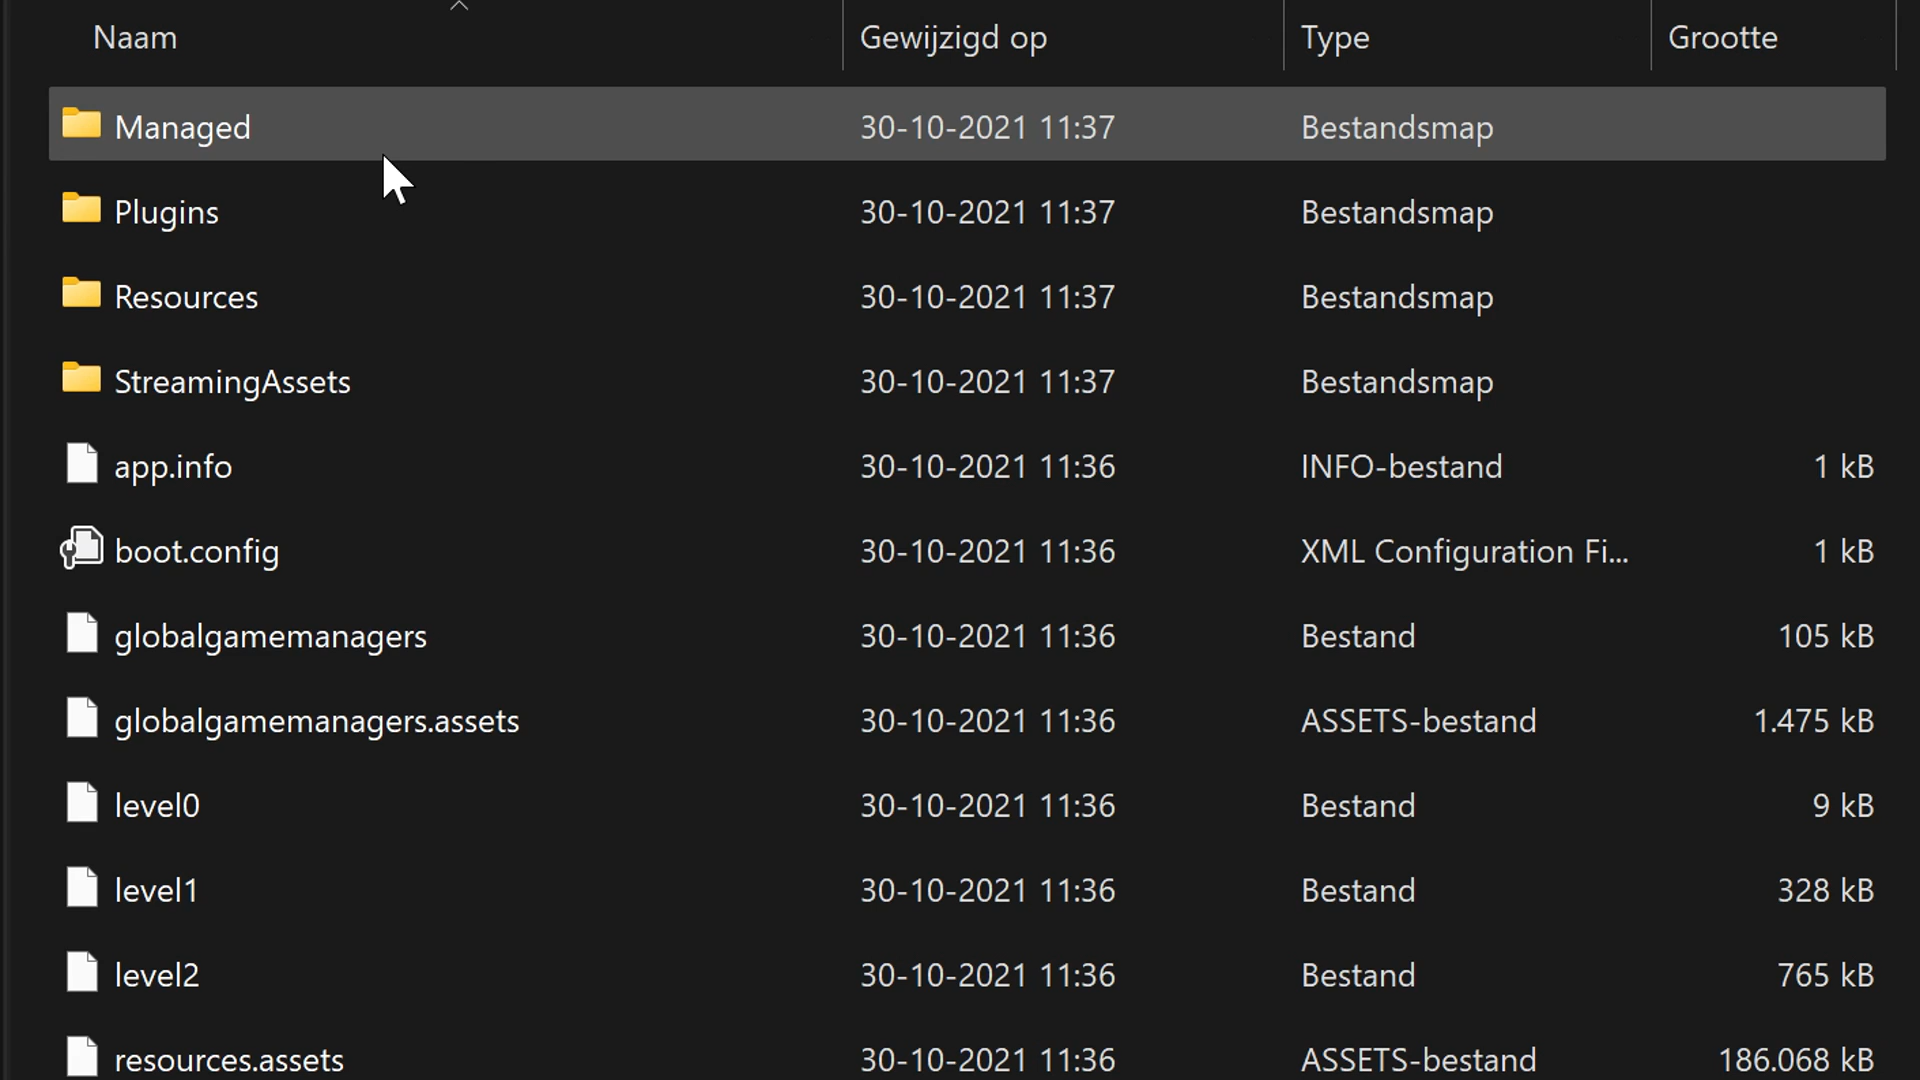 Naam Gewijzigd op Type Grootte
Managed 30-10-2021 11:37 Bestandsmap
Plugins 30-10-2021 11:37 Bestandsmap
Resources 30-10-2021 11:37 Bestandsmap
StreamingAssets 30-10-2021 11:37 Bestandsmap
app.info 30-10-2021 11:36 INFO-bestand 1 kB
boot.config 30-10-2021 11:36 XML Configuration Fi... 1 kB
globalgamemanagers 30-10-2021 11:36 Bestand 105 kB
globalgamemanagers.assets 30-10-2021 11:36 ASSETS-bestand 1.475 kB
level0 30-10-2021 11:36 Bestand 9 kB
level1 30-10-2021 11:36 Bestand 328 kB
level2 30-10-2021 11:36 Bestand 765 kB
resources.assets 30-10-2021 11:36 ASSETS-bestand 186.068 kB